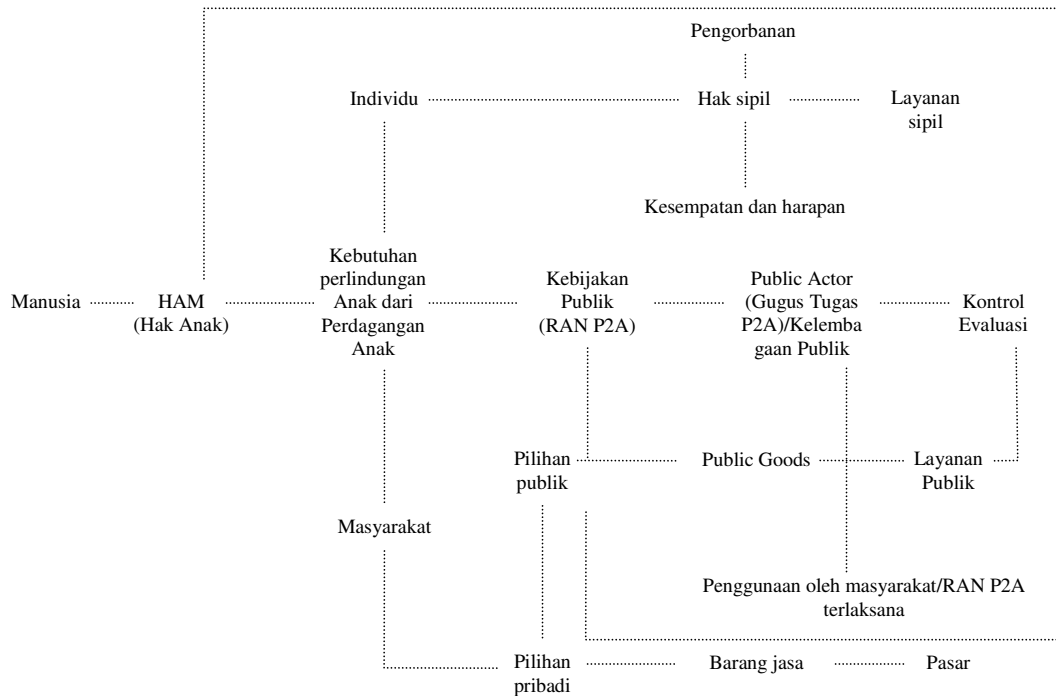 Pengorbanan
Individu
Hak sipil
Layanan
sipil
Kesempatan dan harapan
Manusia
HAM
(Hak Anak)
Kebutuhan
perlindungan
Anak dari
Perdagangan
Anak
Kebijakan
Publik
(RAN P2A)
Public Actor
(Gugus Tugas
P2A)/Kelemba
gaan Publik
Kontrol
Evaluasi
Pilihan
publik
Public Goods
Layanan
Publik
Masyarakat
Penggunaan oleh masyarakat/RAN P2A
terlaksana
Pilihan
pribadi
Barang jasa
Pasar